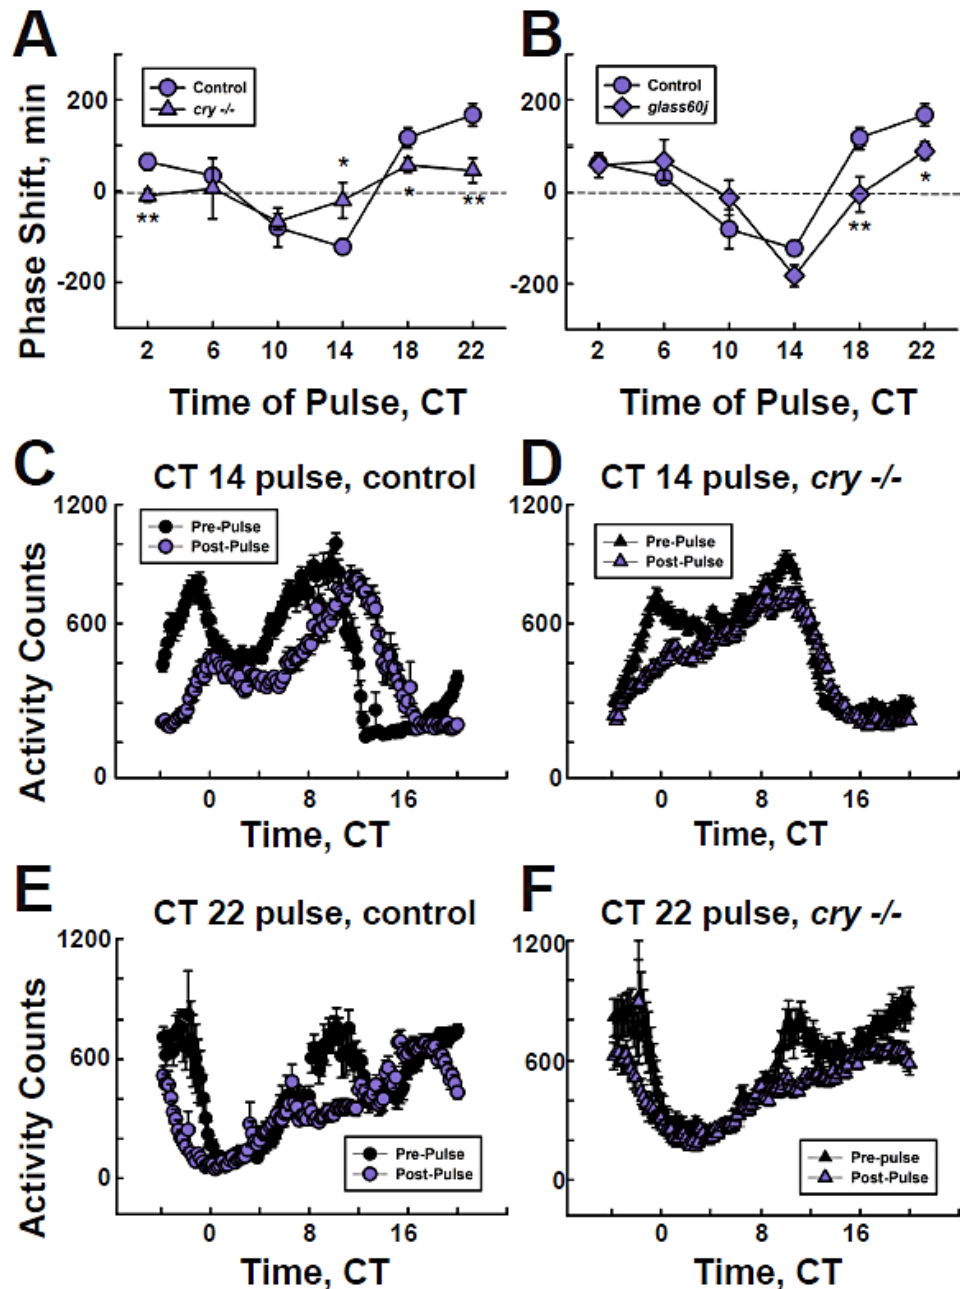 A
B
Control
cry -/-
Control
glass60j
Phase Shift, min
200
0
-200
*
**
*
**
2 6 10 14 18 22
Time of Pulse, CT
200
0
-200
**
*
2 6 10 14 18 22
Time of Pulse, CT
C
CT 14 pulse, control
D
CT 14 pulse, cry -/-
Activity Counts
1200
600
0
Pre-Pulse
Post-Pulse
0 8 16
Time, CT
1200
600
0
Pre-Pulse
Post-Pulse
0 8 16
Time, CT
E
CT 22 pulse, control
F
CT 22 pulse, cry -/-
Activity Counts
1200
600
0
Pre-Pulse
Post-Pulse
0 8 16
Time, CT
1200
600
0
Pre-pulse
Post-Pulse
0 8 16
Time, CT